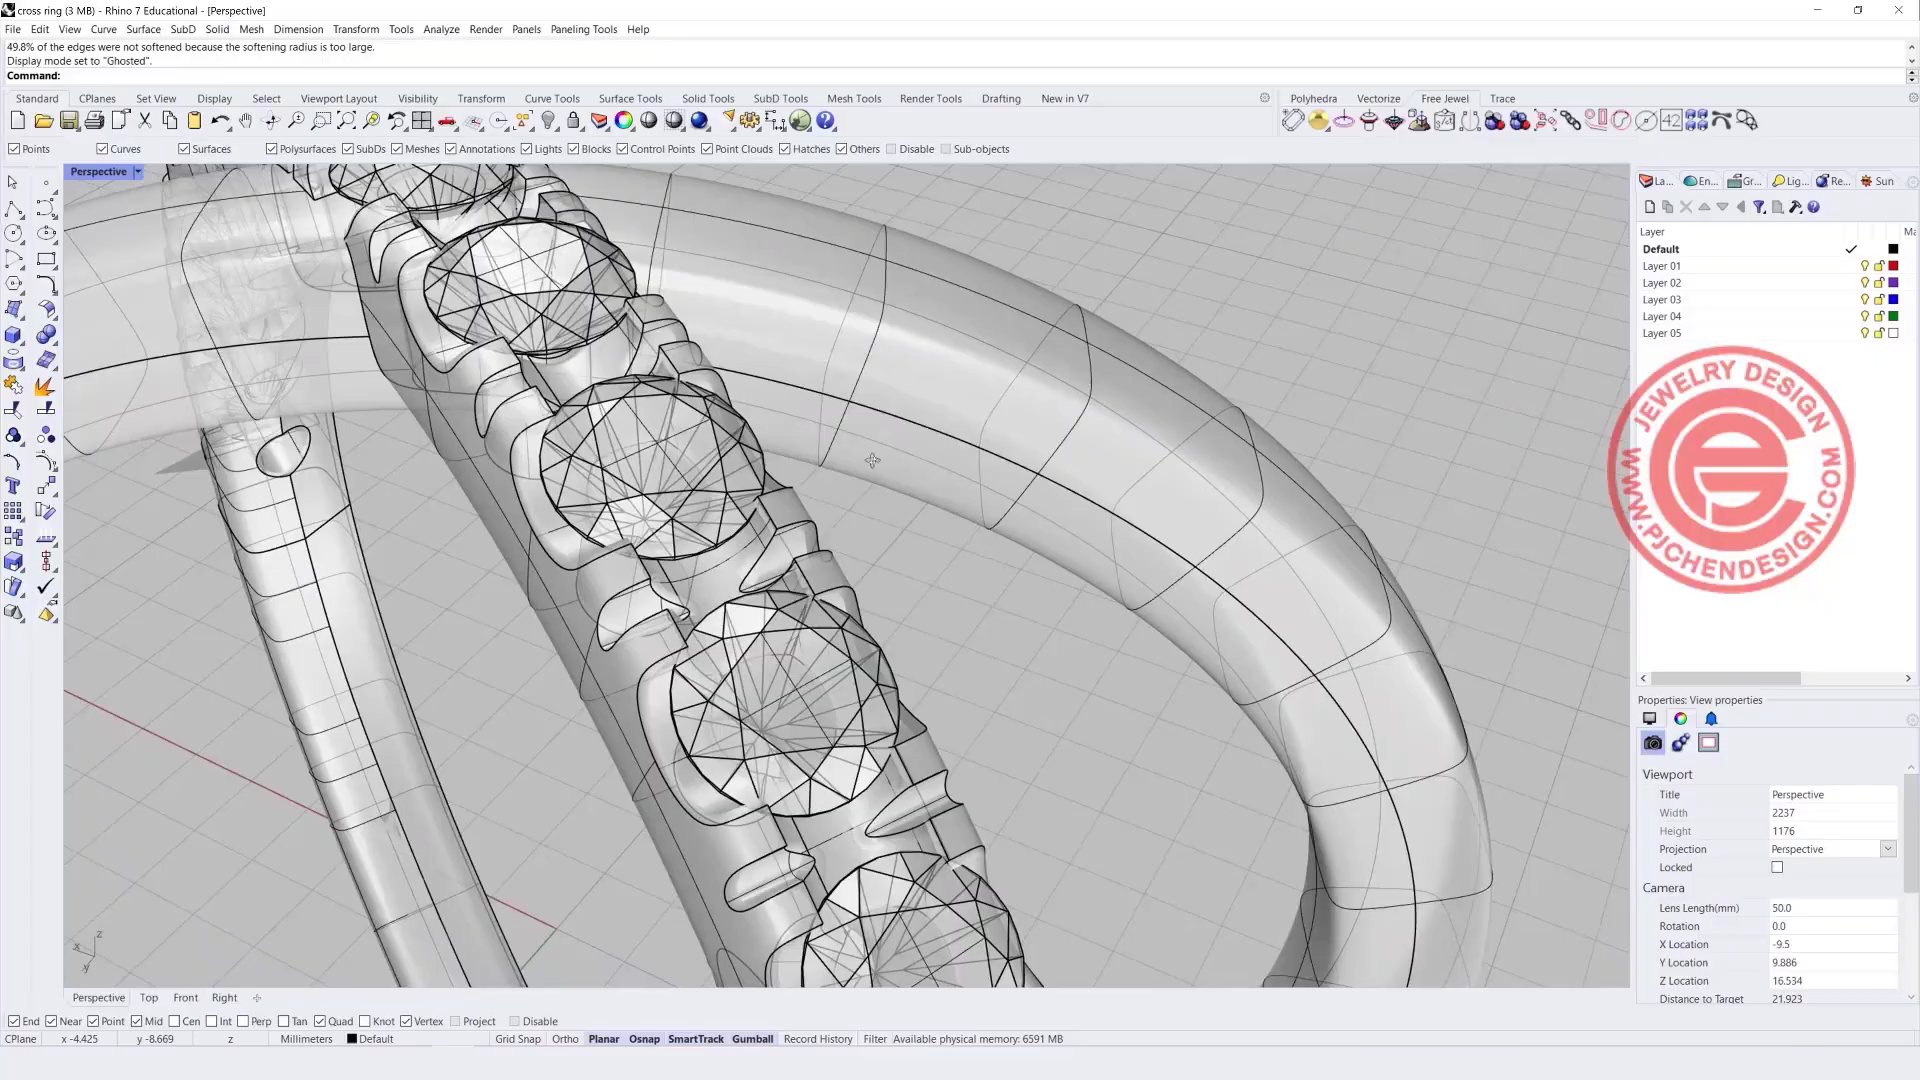 cross ring (3 MB) - Rhino 7 Educational - [Perspective]
File Edit View Curve Surface SubD Solid Mesh Dimension Transform Tools Analyze Render Panels Paneling Tools Help
49.8% of the edges were not softened because the softening radius is too large.
Display mode set to "Ghosted".
Command:
Standard CPlanes Set View Display Select Viewport Layout Visibility Transform Curve Tools Surface Tools Solid Tools SubD Tools Mesh Tools Render Tools Drafting New in V7 Polyhedra Vectorize Free Jewel Trace
42
Points Curves Surfaces Polysurfaces SubDs Meshes Annotations Lights Blocks Control Points Point Clouds Hatches Others Disable Sub-objects
Perspective
La... En... Gr... Lig... Re... Sun
Layer Ma
Default
Layer 01
Layer 02
Layer 03
Layer 04
Layer 05
JEWELRY DESIGN
WWW.PJCHENDESIGN.COM
Properties: View properties
Viewport
Title Perspective
Width 2237
Height 1176
Projection Perspective
Locked
Camera
Lens Length(mm) 50.0
Rotation 0.0
X Location -9.5
Y Location 9.886
Z Location 16.534
Distance to Target 21.923
z
x
y
Perspective Top Front Right
End Near Point Mid Cen Int Perp Tan Quad Knot Vertex Project Disable
CPlane x -4.425 y -8.669 z Millimeters Default Grid Snap Ortho Planar Osnap SmartTrack Gumball Record History Filter Available physical memory: 6591 MB